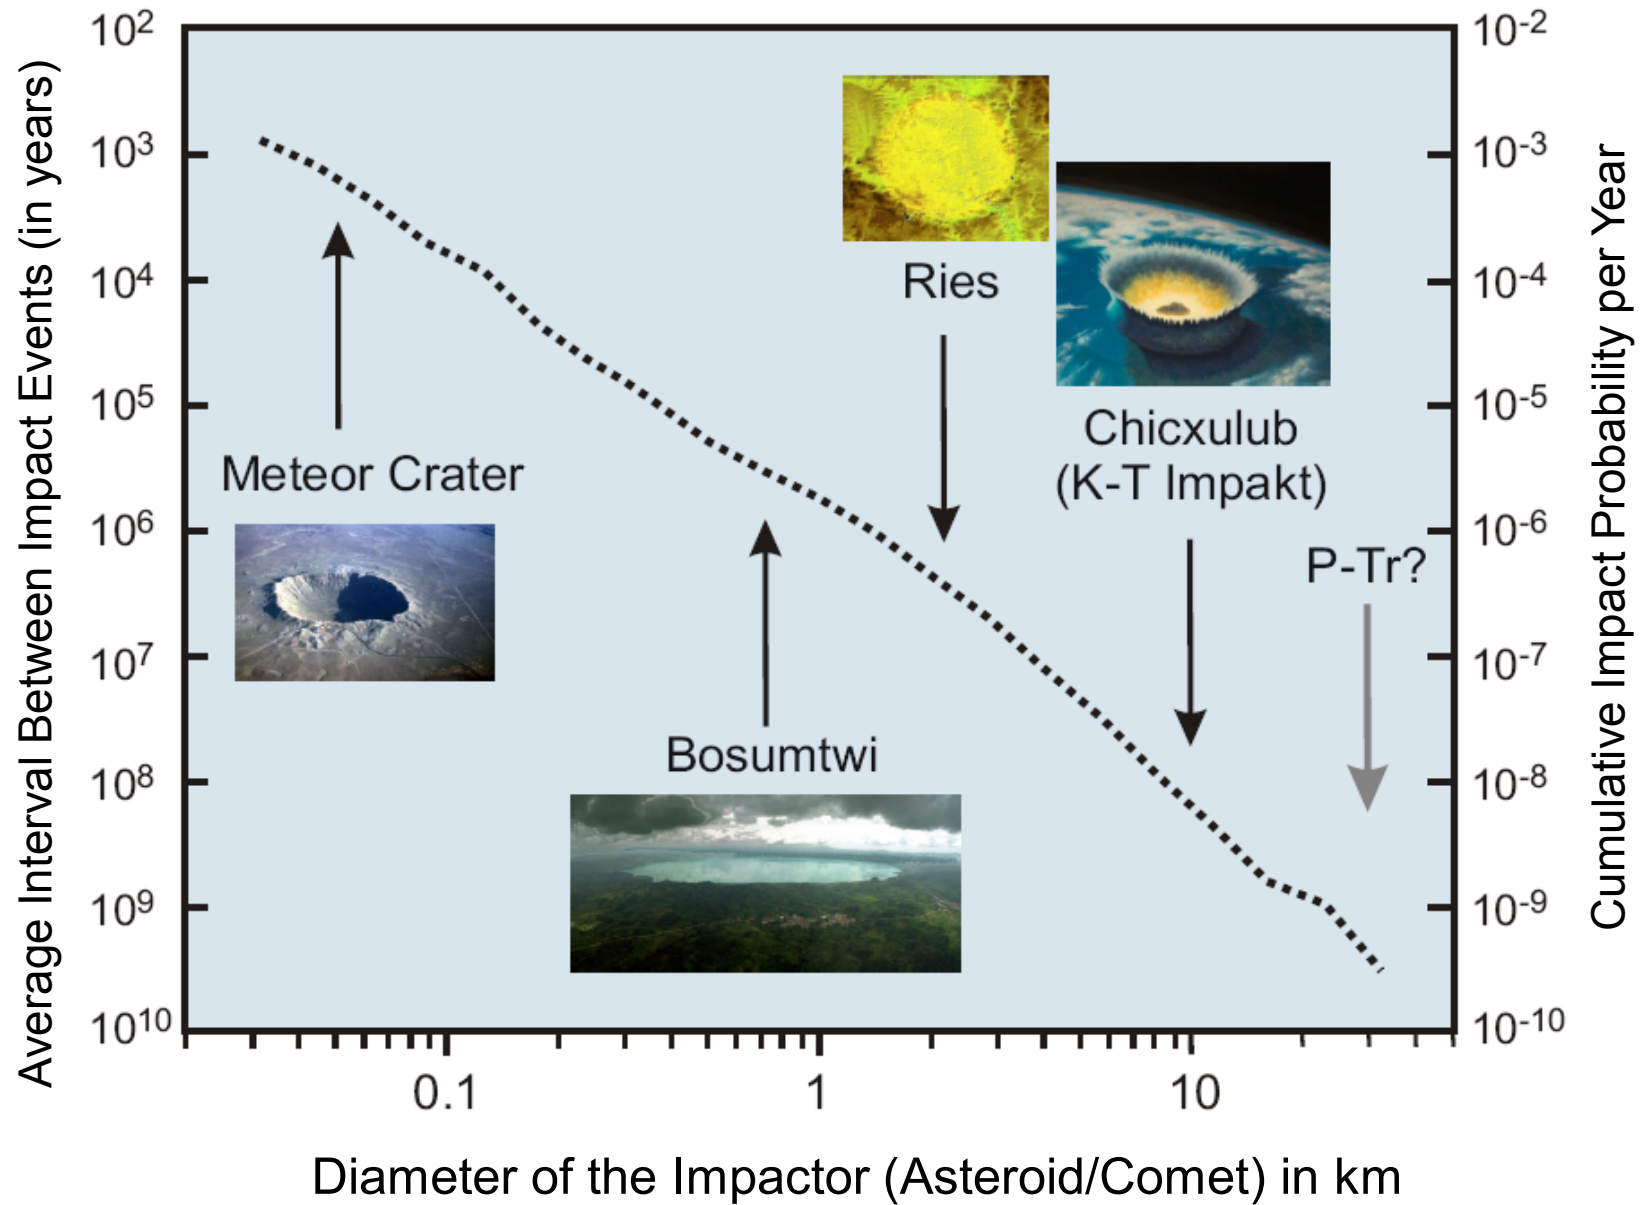 Average Interval Between Impact Events (in years)
10²
10³
10⁴
10⁵
10⁶
10⁷
10⁸
10⁹
10¹⁰
Meteor Crater
Bosumtwi
Ries
Chicxulub
(K-T Impakt)
P-Tr?
10⁻²
10⁻³
10⁻⁴
10⁻⁵
10⁻⁶
10⁻⁷
10⁻⁸
10⁻⁹
10⁻¹⁰
Cumulative Impact Probability per Year
0.1
1
10
Diameter of the Impactor (Asteroid/Comet) in km